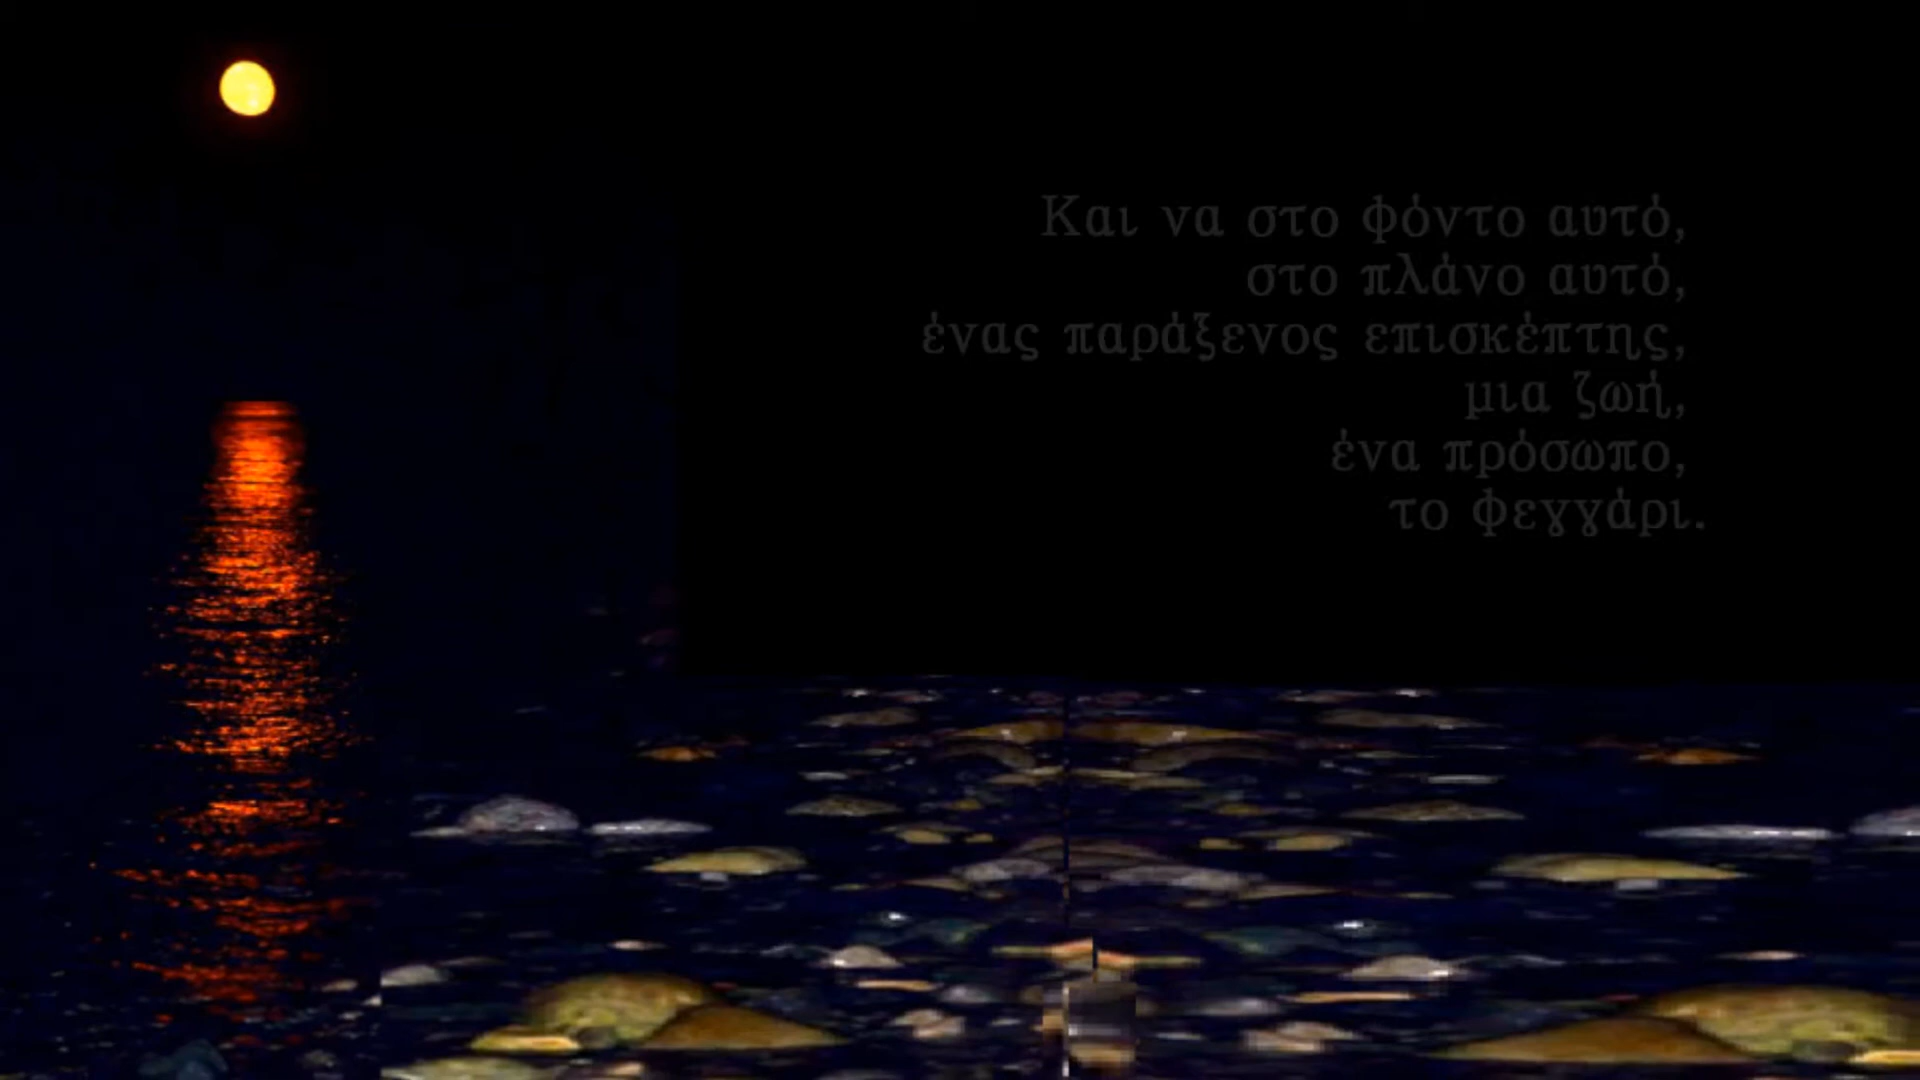 Και να στο φόντο αυτό,
στο πλάνο αυτό,
ένας παράξενος επισκέπτης,
μια ζωή,
ένα πρόσωπο,
το φεγγάρι.